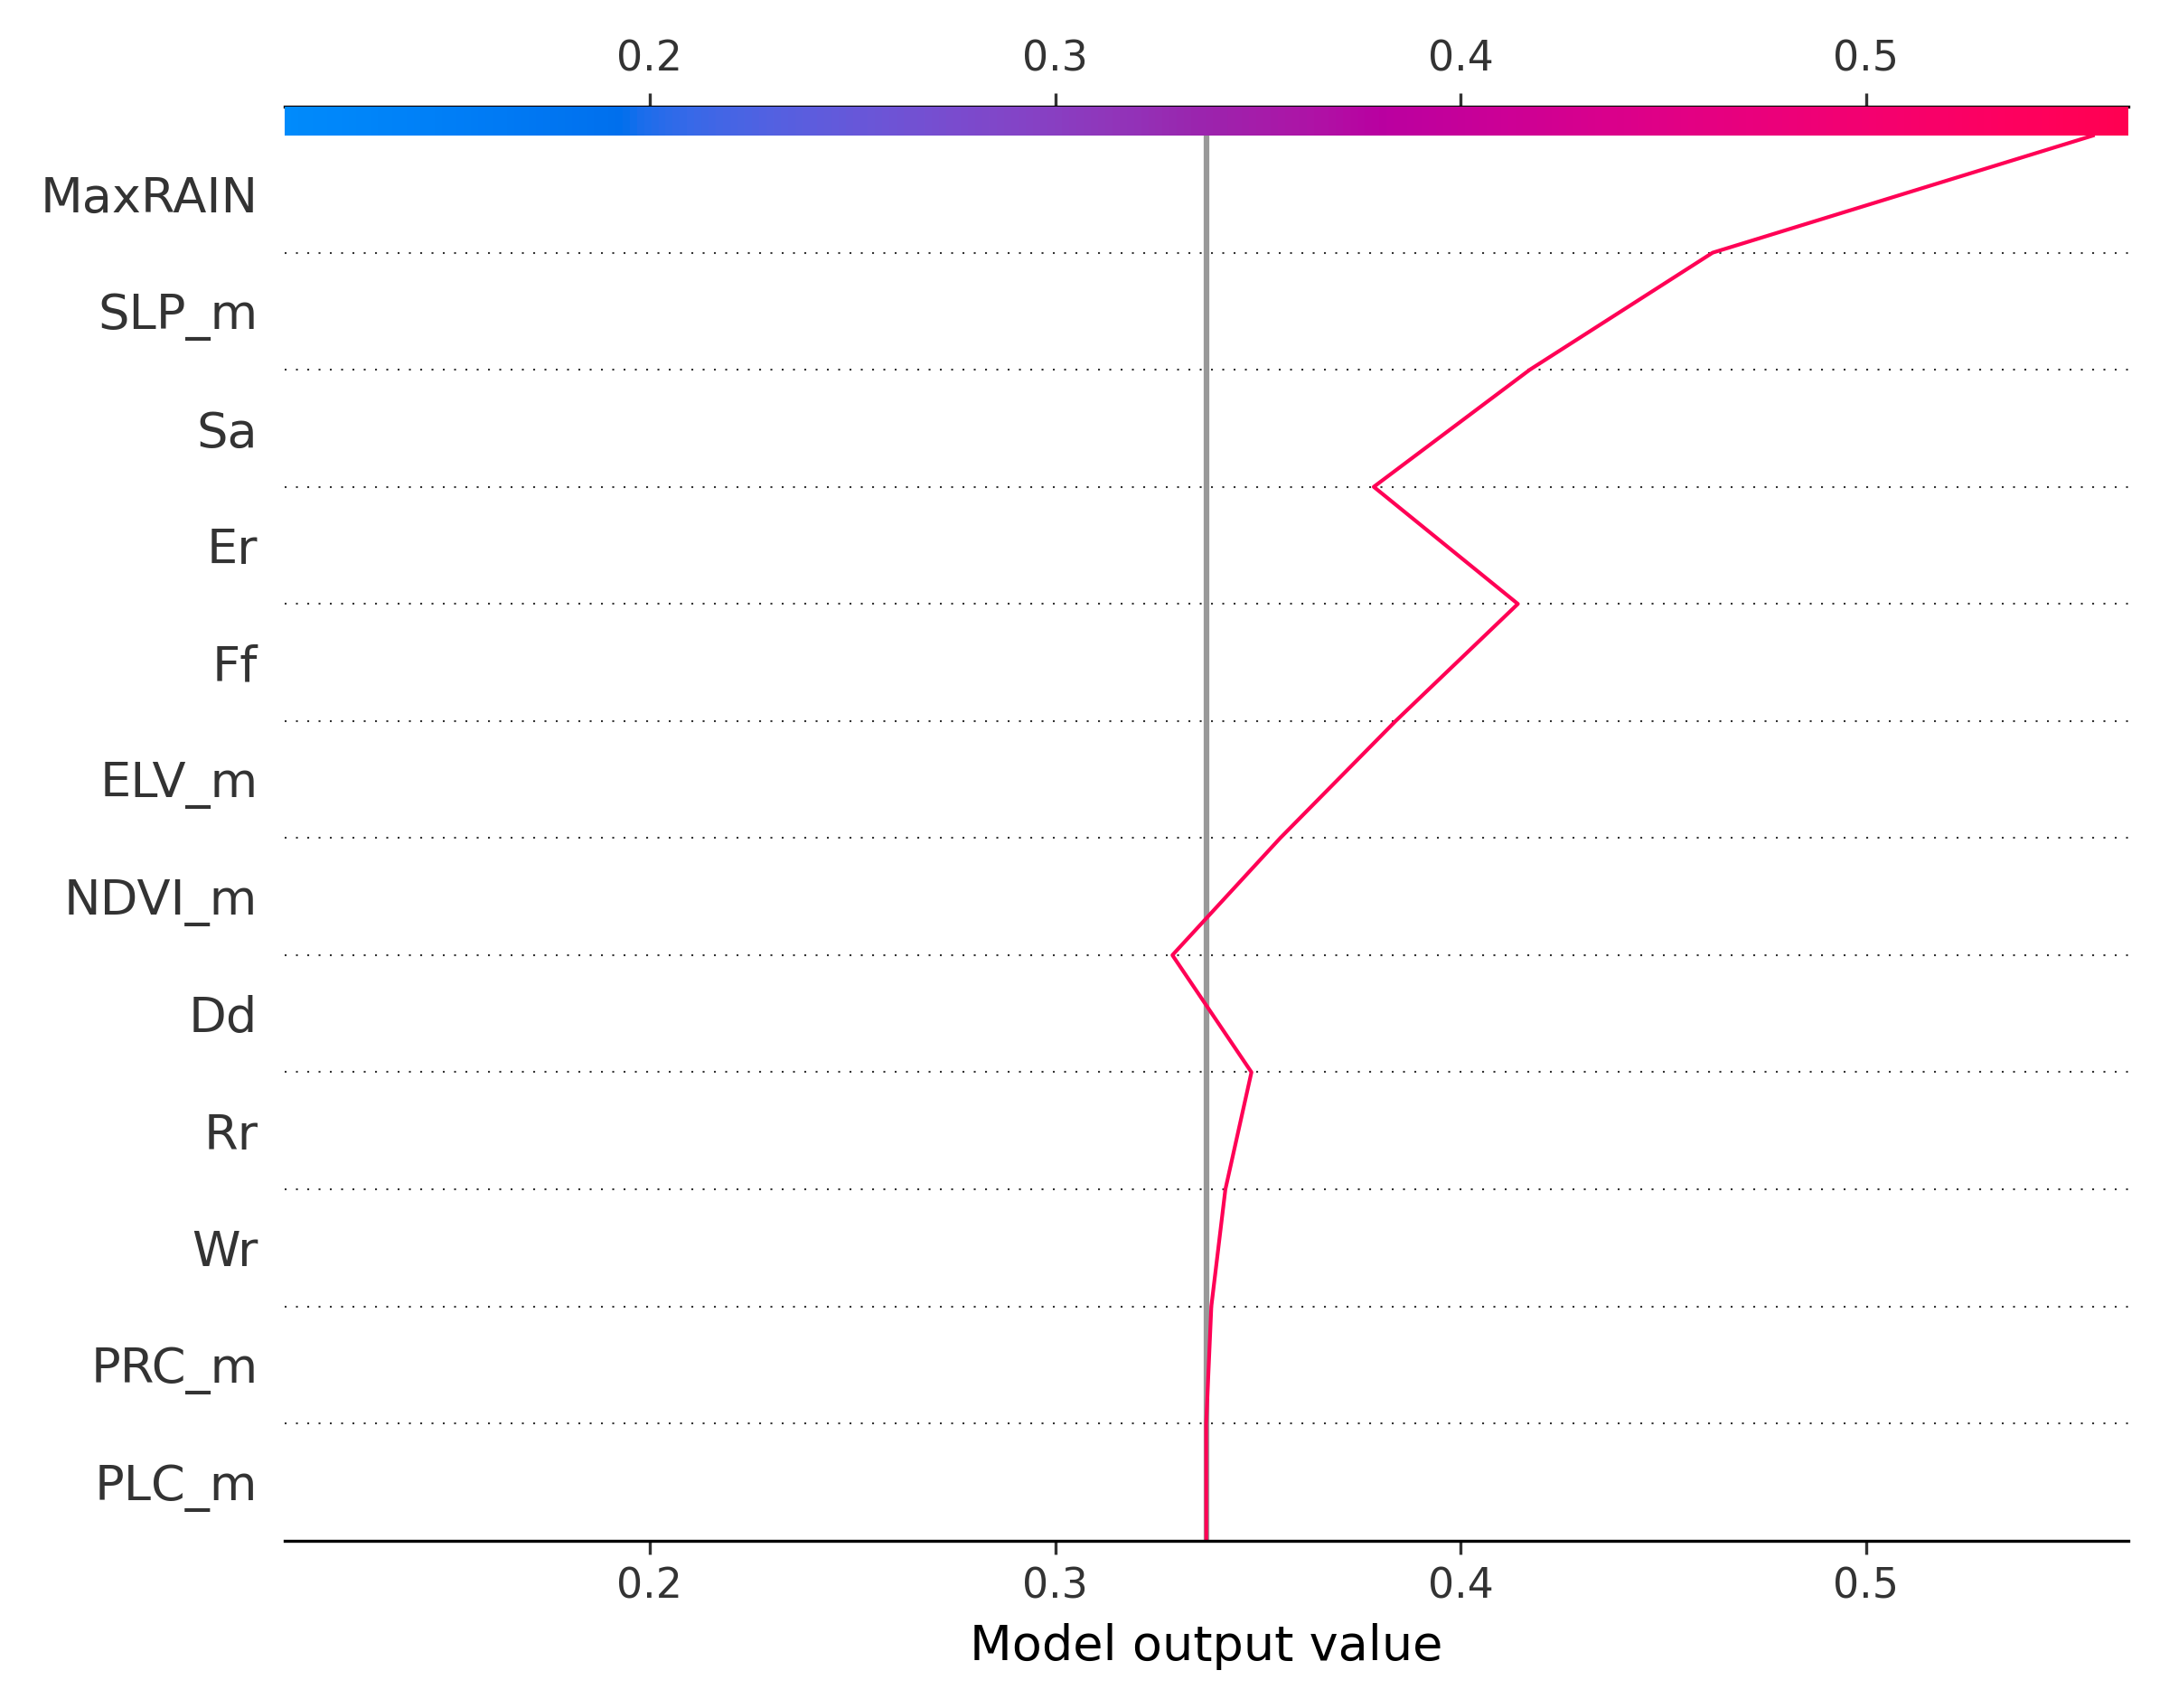 0.2 0.3 0.4 0.5
MaxRAIN
SLP_m
Sa
Er
Ff
ELV_m
NDVI_m
Dd
Rr
Wr
PRC_m
PLC_m
0.2 0.3 0.4 0.5
Model output value